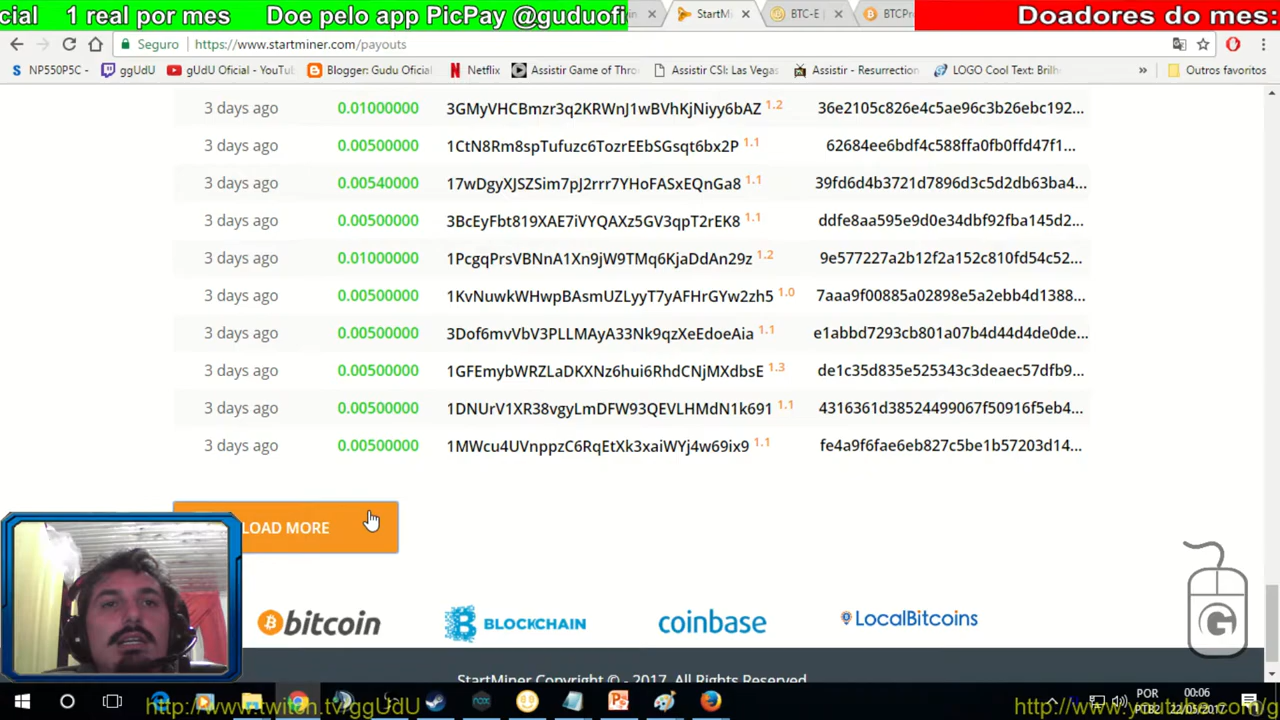 cial 1 real por mes Doe pelo app PicPay @guduofi
StartMi
BTC-E
BTCPr
Doadores do mes:
Seguro https://www.startminer.com/payouts
NP550P5C -
ggUdU
gUdU Oficial - YouTu
Blogger: Gudu Oficia
Netflix
Assistir Game of Thro
Assistir CSI: Las Vega
Assistir - Resurrection
LOGO Cool Text: Brilh
Outros favoritos
3 days ago 0.01000000 3GMyVHCBmzr3q2KRWnJ1wBVhKjNiyy6bAZ 1.2 36e2105c826e4c5ae96c3b26ebc192...
3 days ago 0.00500000 1CtN8Rm8spTufuzc6TozrEEbSGsqt6bx2P 1.1 62684ee6bdf4c588ffa0fb0ffd47f1...
3 days ago 0.00540000 17wDgyXJSZSim7pJ2rrr7YHoFASxEQnGa8 1.1 39fd6d4b3721d7896d3c5d2db63ba4...
3 days ago 0.00500000 3BcEyFbt819XAE7iVYQAXz5GV3qpT2rEK8 1.1 ddfe8aa595e9d0e34dbf92fba145d2...
3 days ago 0.01000000 1PcgqPrsVBNnA1Xn9jW9TMq6KjaDdAn29z 1.2 9e577227a2b12f2a152c810fd54c52...
3 days ago 0.00500000 1KvNuwkWHwpBAsmUZLyyT7yAFHrGYw2zh5 1.0 7aaa9f00885a02898e5a2ebb4d1388...
3 days ago 0.00500000 3Dof6mvVbV3PLLMAyA33Nk9qzXeEdoeAia 1.1 e1abbd7293cb801a07b4d44d4de0de...
3 days ago 0.00500000 1GFEmybWRZLaDKXNz6hui6RhdCNjMXdbsE 1.3 de1c35d835e525343c3deaec57dfb9...
3 days ago 0.00500000 1DNUrV1XR38vgyLmDFW93QEVLHMdN1k691 1.1 4316361d38524499067f50916f5eb4...
3 days ago 0.00500000 1MWcu4UVnppzC6RqEtXk3xaiWYj4w69ix9 1.1 fe4a9f6fae6eb827c5be1b57203d14...
LOAD MORE
bitcoin
BLOCKCHAIN
coinbase
LocalBitcoins
G
StartMiner Copyright © - 2017. All Rights Reserved
http://www.twitch.tv/ggUdU
http://www.youtube.com/g
POR
PTB2
00:06
22/05/2017